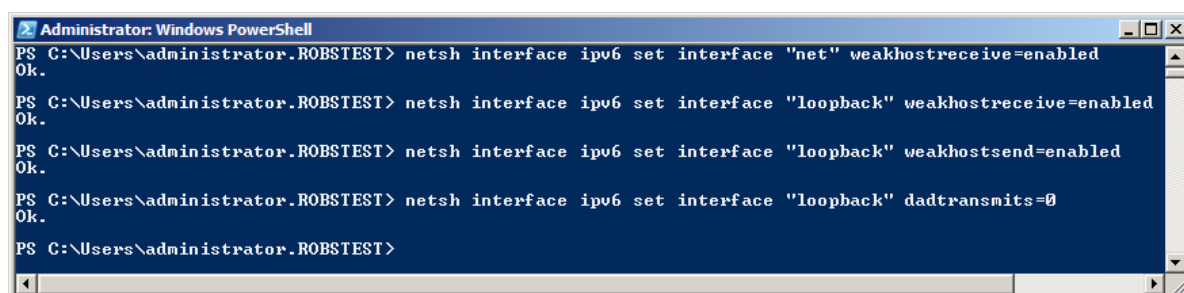 Administrator: Windows PowerShell
PS C:\Users\administrator.ROBSTEST> netsh interface ipv6 set interface "net" weakhostreceive=enabled
Ok.
PS C:\Users\administrator.ROBSTEST> netsh interface ipv6 set interface "loopback" weakhostreceive=enabled
Ok.
PS C:\Users\administrator.ROBSTEST> netsh interface ipv6 set interface "loopback" weakhostsend=enabled
Ok.
PS C:\Users\administrator.ROBSTEST> netsh interface ipv6 set interface "loopback" dadtransmits=0
Ok.
PS C:\Users\administrator.ROBSTEST>